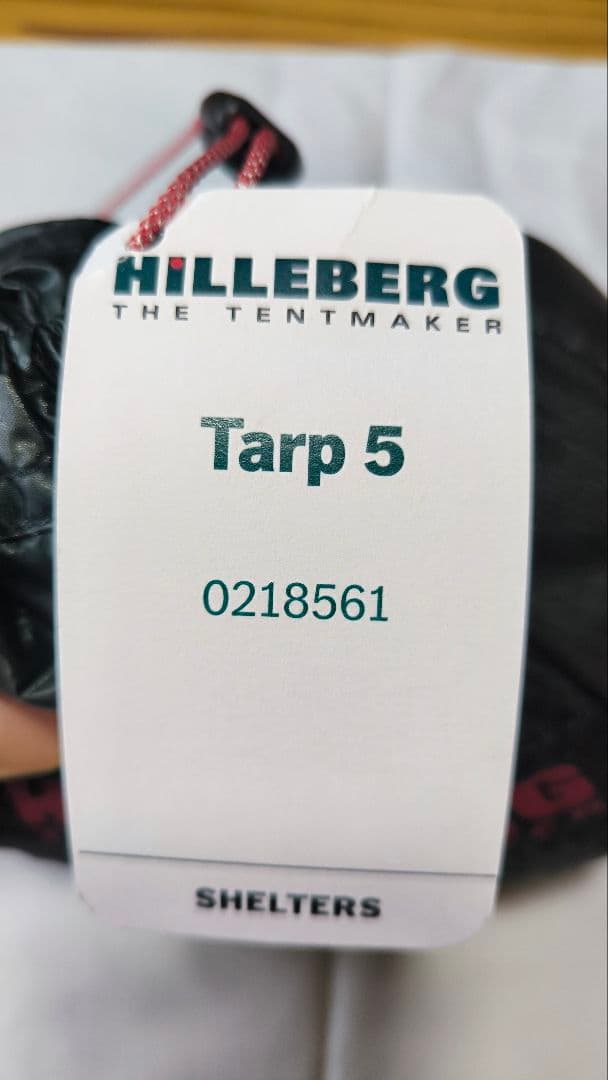 HILLEBERG
THE TENTMAKER
Tarp 5
0218561
SHELTERS